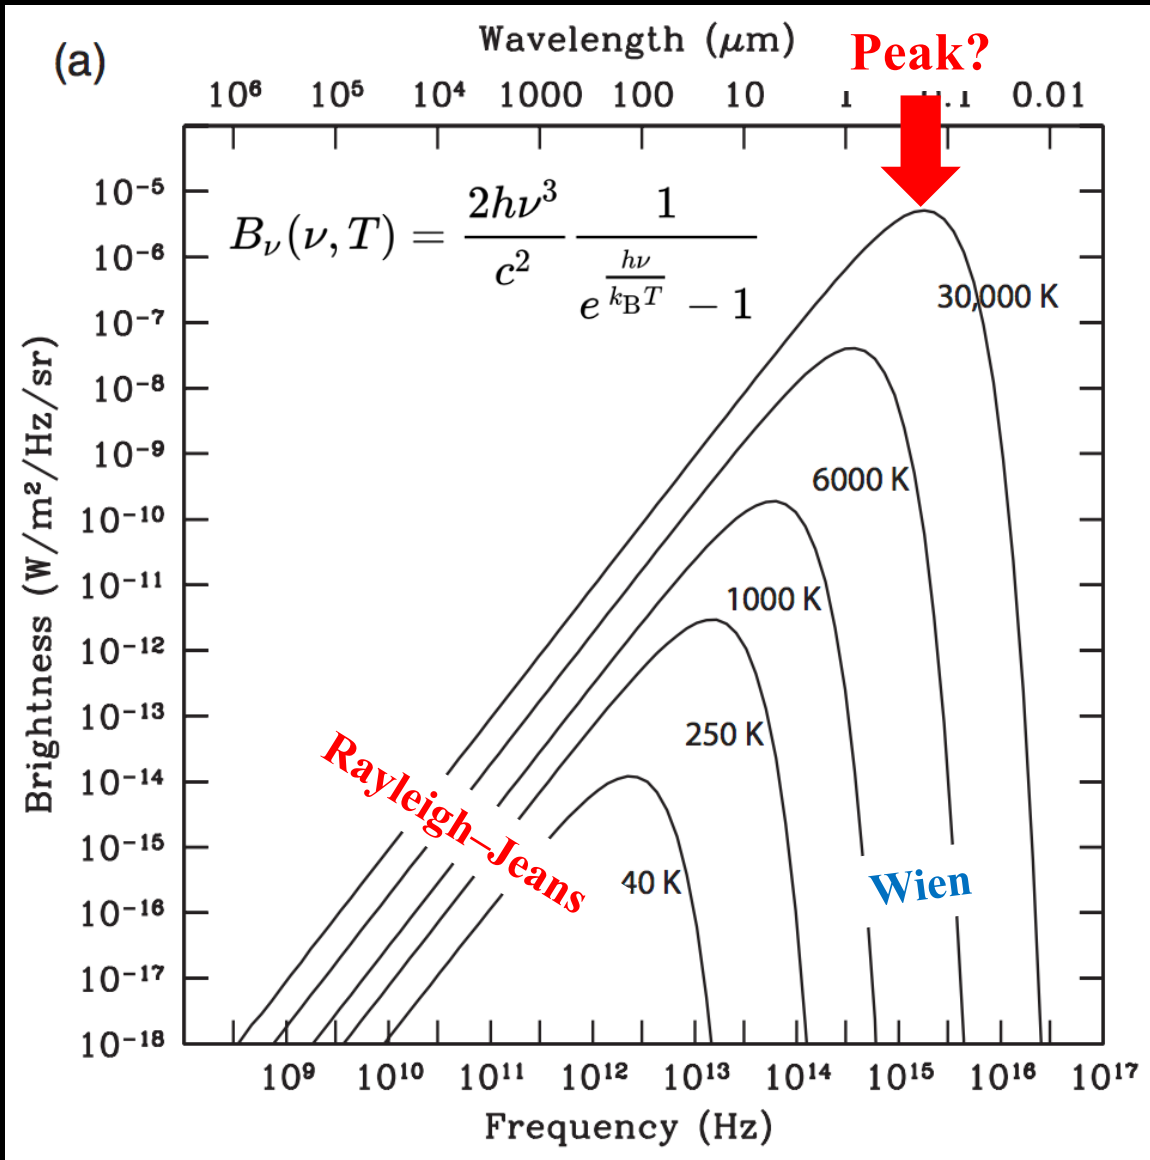 (a)
Wavelength (μm)
Peak?
10⁶ 10⁵ 10⁴ 1000 100 10 1 0.01
B_ν(ν, T) = 2hν³/c² 1/(e^(hν/(k_B T)) − 1)
Brightness (W/m²/Hz/sr)
10⁻⁵
10⁻⁶
10⁻⁷
10⁻⁸
10⁻⁹
10⁻¹⁰
10⁻¹¹
10⁻¹²
10⁻¹³
10⁻¹⁴
10⁻¹⁵
10⁻¹⁶
10⁻¹⁷
10⁻¹⁸
30,000 K
6000 K
1000 K
250 K
40 K
Rayleigh–Jeans
Wien
10⁹ 10¹⁰ 10¹¹ 10¹² 10¹³ 10¹⁴ 10¹⁵ 10¹⁶ 10¹⁷
Frequency (Hz)